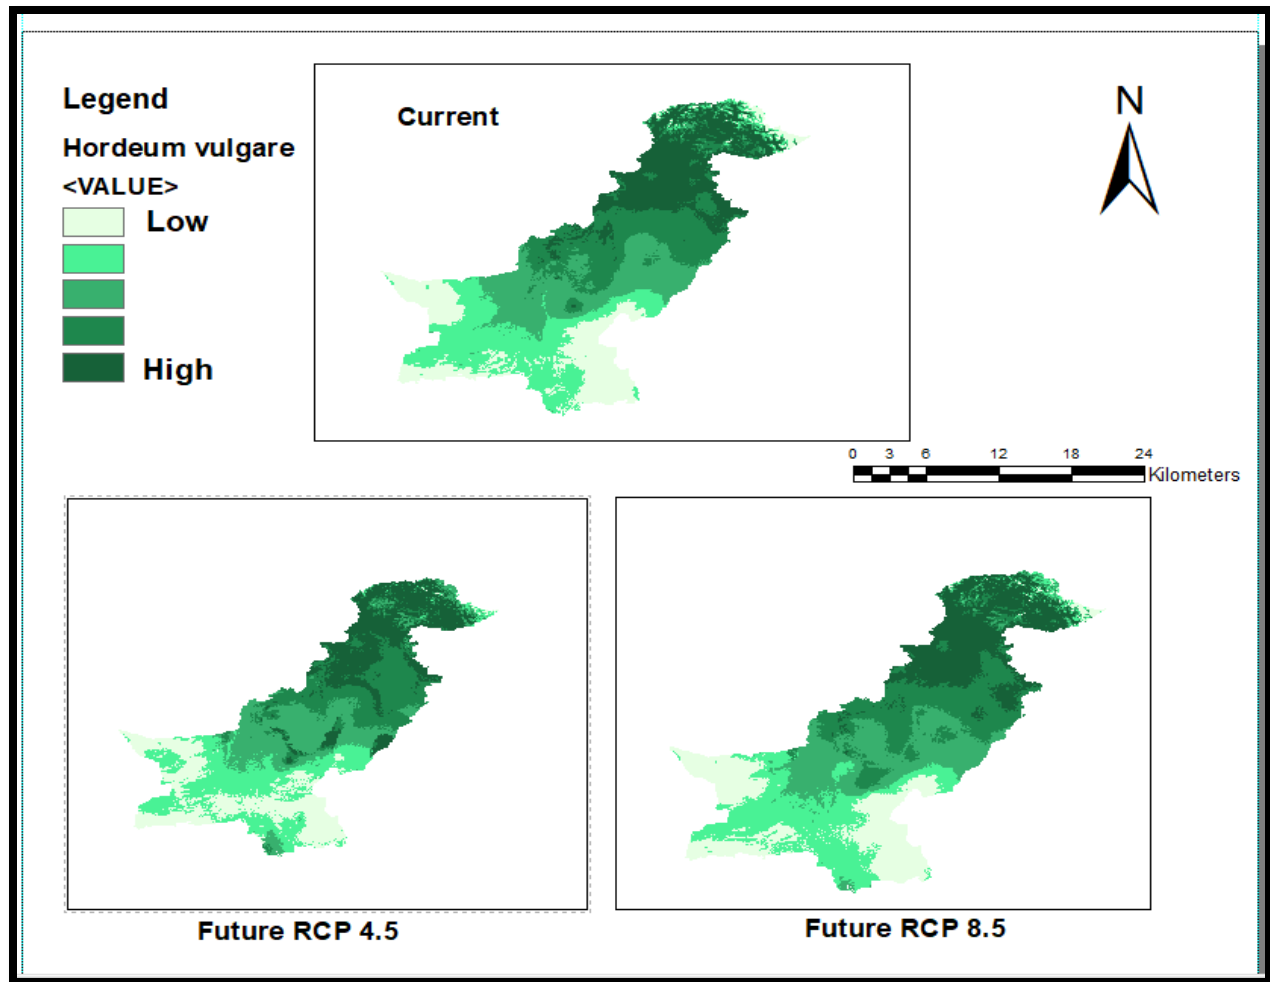 Legend
Hordeum vulgare
<VALUE>
Low
High
Current
N
0 3 6 12 18 24
Kilometers
Future RCP 4.5
Future RCP 8.5